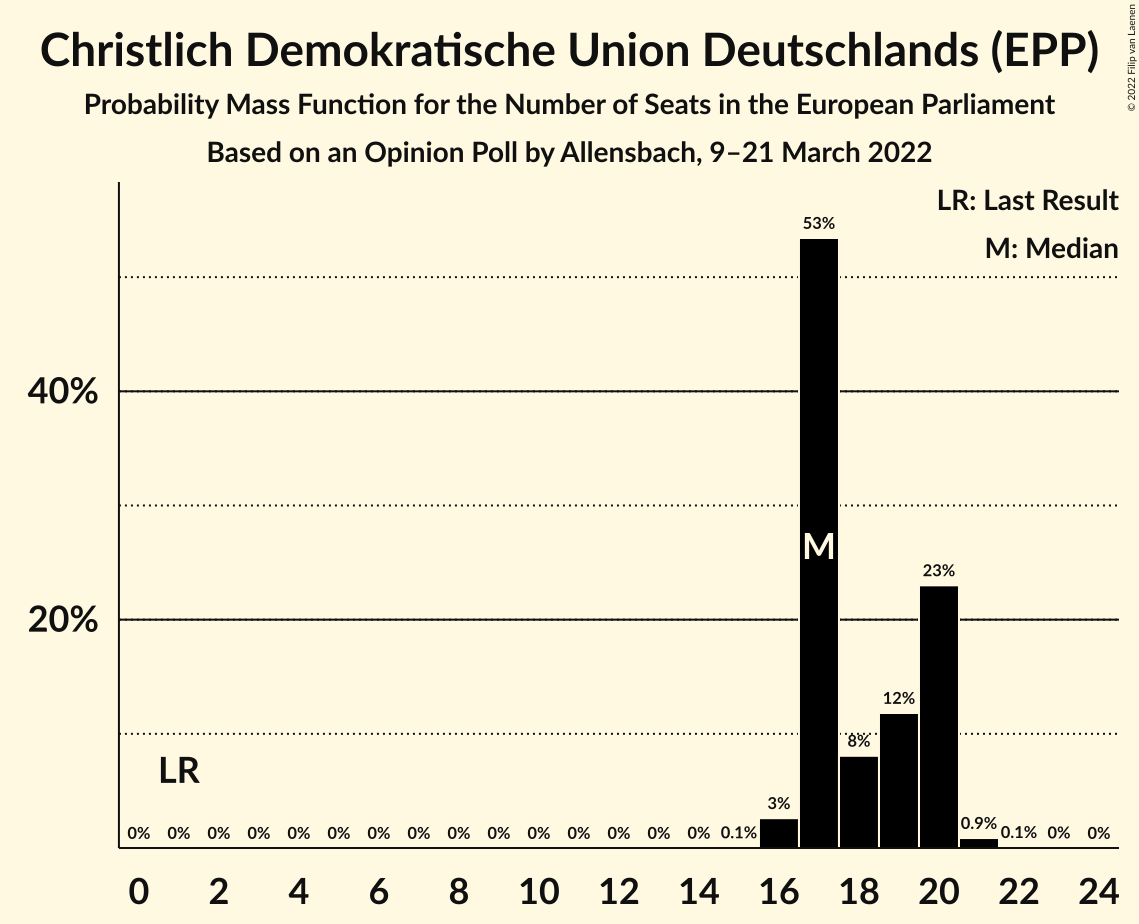 Christlich Demokratische Union Deutschlands (EPP)
Probability Mass Function for the Number of Seats in the European Parliament
Based on an Opinion Poll by Allensbach, 9–21 March 2022
© 2022 Filip van Laenen
LR: Last Result
M: Median
53%
40%
M
23%
20%
12%
8%
LR
3%
0% 0% 0% 0% 0% 0% 0% 0% 0% 0% 0% 0% 0% 0% 0% 0.1% 0.9% 0.1% 0% 0%
0 2 4 6 8 10 12 14 16 18 20 22 24